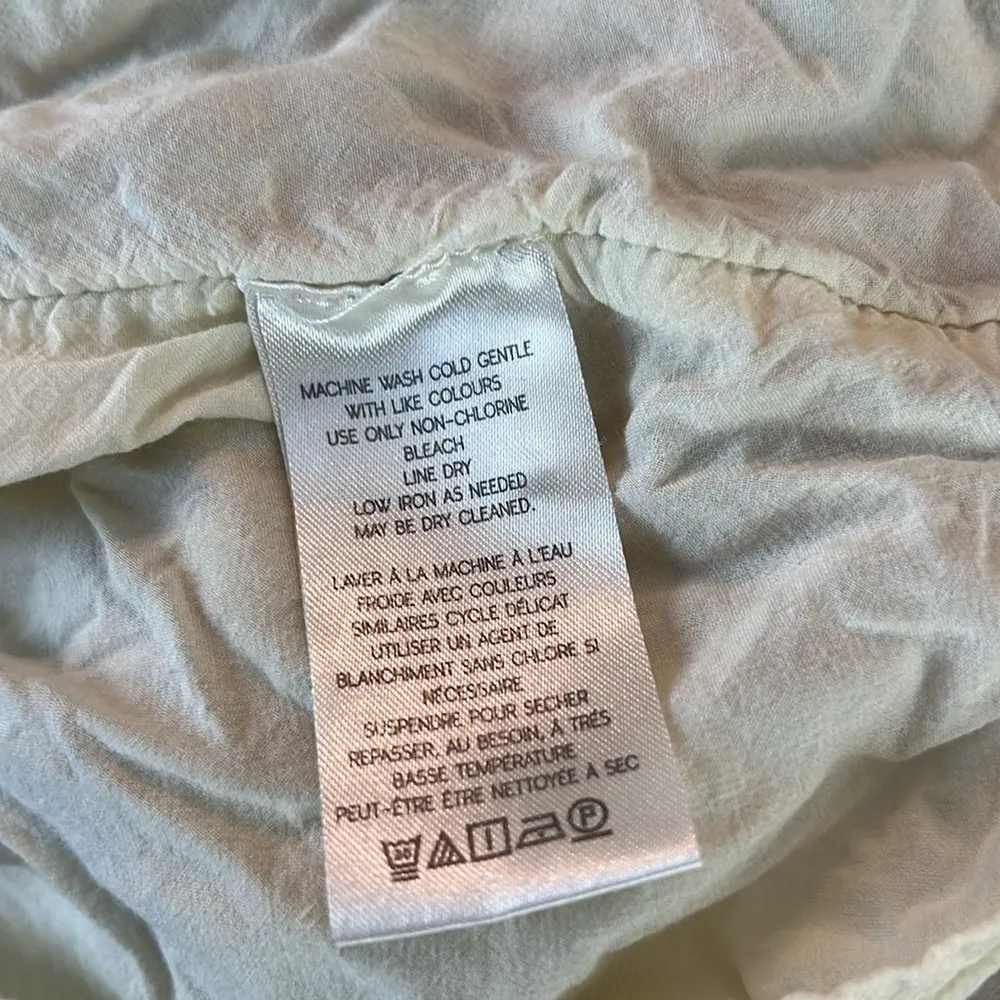 MACHINE WASH COLD GENTLE
WITH LIKE COLOURS
USE ONLY NON-CHLORINE
BLEACH
LINE DRY
LOW IRON AS NEEDED
MAY BE DRY CLEANED.
LAVER À LA MACHINE À L'EAU
FROIDE AVEC COULEURS
SIMILAIRES CYCLE DÉLICAT
UTILISER UN AGENT DE
BLANCHIMENT SANS CHLORE SI
NÉCESSAIRE
SUSPENDRE POUR SECHER
REPASSER, AU BESOIN, À TRÈS
BASSE TEMPÉRATURE
PEUT-ÊTRE ÊTRE NETTOYÉE À SEC
30 P